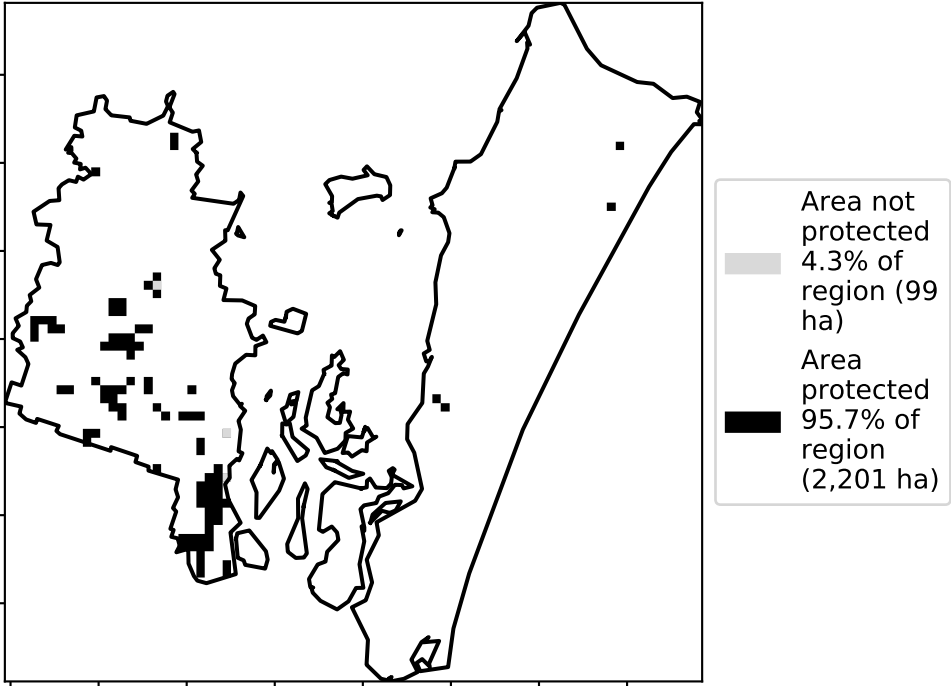 Area not
protected
4.3% of
region (99
ha)
Area
protected
95.7% of
region
(2,201 ha)